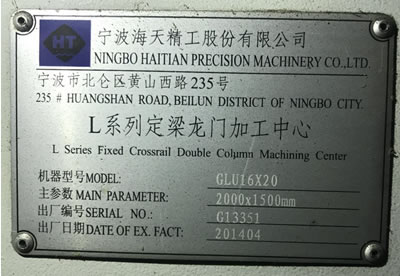 HT
宁波海天精工股份有限公司
NINGBO HAITIAN PRECISION MACHINERY CO.,LTD.
宁波市北仑区黄山西路235号
235 # HUANGSHAN ROAD, BEILUN DISTRICT OF NINGBO CITY.
L系列定梁龙门加工中心
L Series Fixed Crossrail Double Column Machining Center
机器型号MODEL: GLU16X20
主参数MAIN PARAMETER: 2000x1500mm
出厂编号SERIAL NO.: G13351
出厂日期DATE OF EX. FACT: 201404